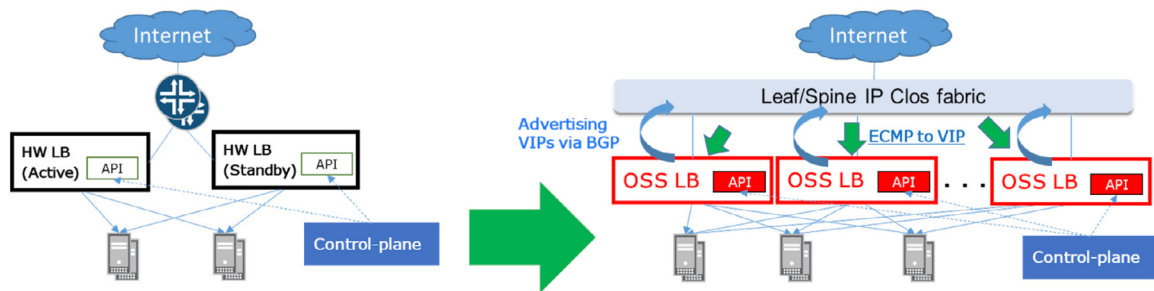 Internet
HW LB
(Active)
API
HW LB
(Standby)
API
Control-plane
Internet
Leaf/Spine IP Clos fabric
Advertising
VIPs via BGP
ECMP to VIP
OSS LB
API
OSS LB
API
. . .
OSS LB
API
Control-plane